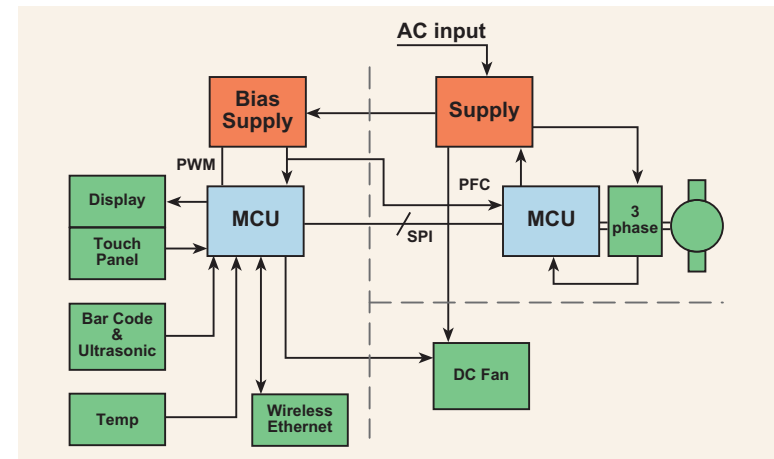 AC input
Bias
Supply
Supply
PWM
PFC
Display
MCU
MCU
3
phase
Touch
Panel
SPI
Bar Code
&
Ultrasonic
DC Fan
Temp
Wireless
Ethernet